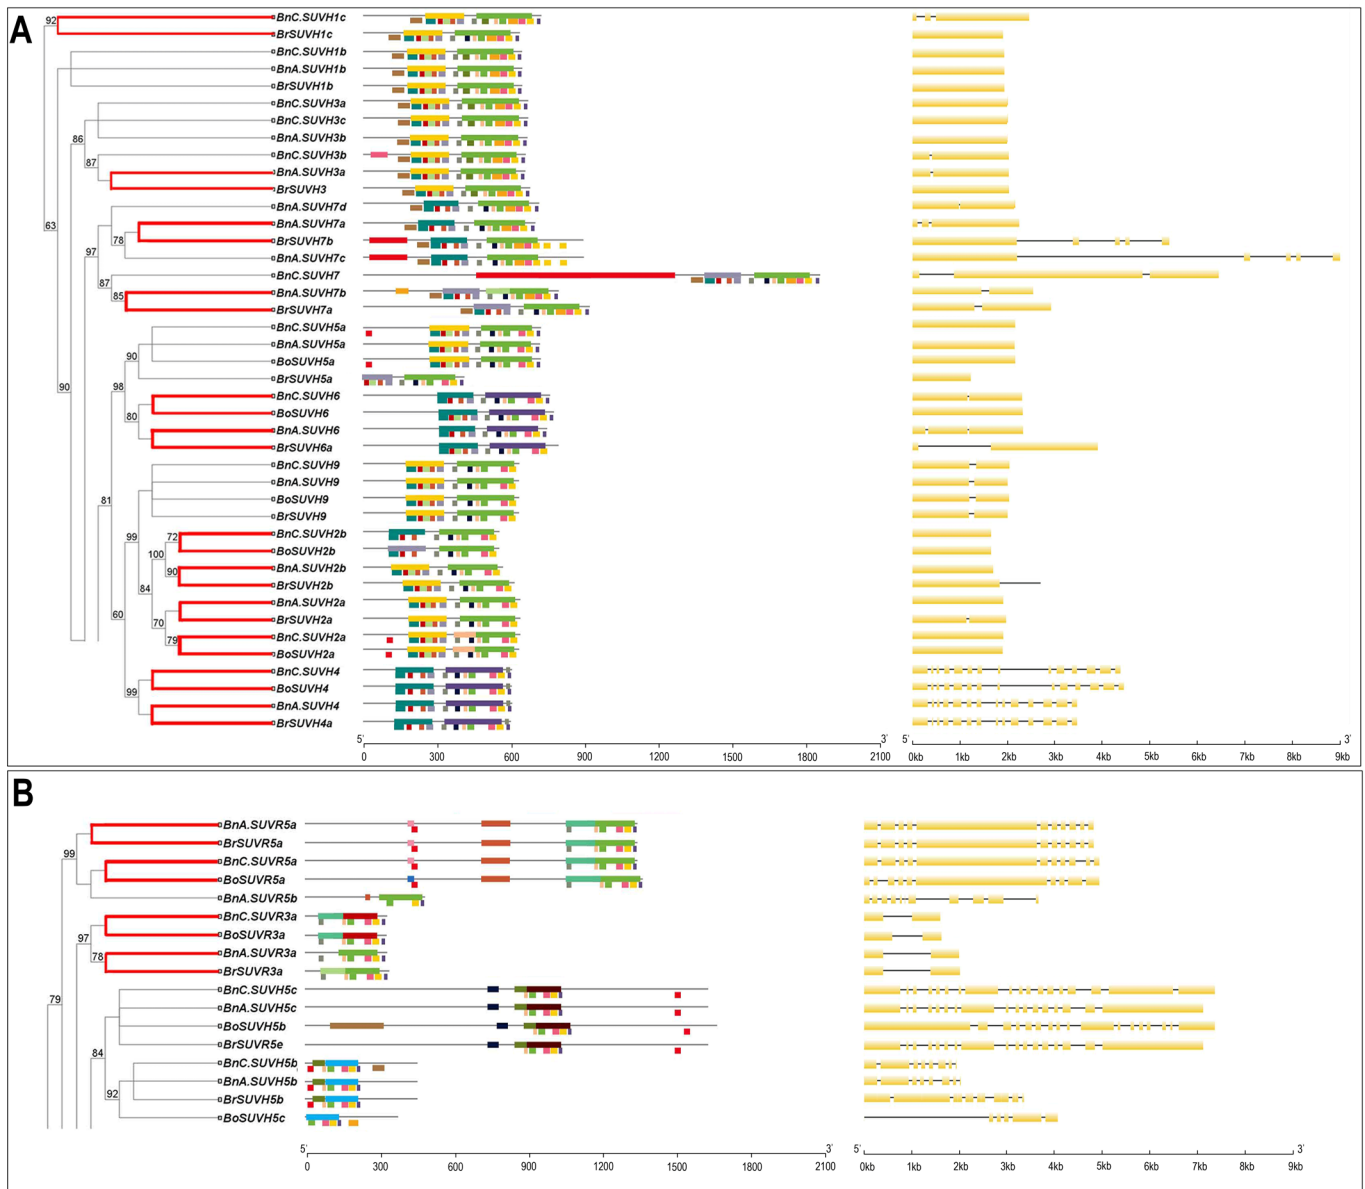 A
92
BnC.SUVH1c
BrSUVH1c
BnC.SUVH1b
BnA.SUVH1b
BrSUVH1b
BnC.SUVH3a
BnC.SUVH3c
86
BnA.SUVH3b
BnC.SUVH3b
87
BnA.SUVH3a
BrSUVH3
BnA.SUVH7d
63
BnA.SUVH7a
78
BrSUVH7b
97
BnA.SUVH7c
BnC.SUVH7
87
BnA.SUVH7b
85
BrSUVH7a
BnC.SUVH5a
BnA.SUVH5a
90
BoSUVH5a
BrSUVH5a
90
98
BnC.SUVH6
BoSUVH6
80
BnA.SUVH6
BrSUVH6a
BnC.SUVH9
BnA.SUVH9
81
BoSUVH9
BrSUVH9
BnC.SUVH2b
99
72
BoSUVH2b
100
BnA.SUVH2b
90
BrSUVH2b
84
BnA.SUVH2a
60
BrSUVH2a
70
BnC.SUVH2a
79
BoSUVH2a
BnC.SUVH4
BoSUVH4
99
BnA.SUVH4
BrSUVH4a
5' 3' 5' 3'
0 300 600 900 1200 1500 1800 2100 0kb 1kb 2kb 3kb 4kb 5kb 6kb 7kb 8kb 9kb
B
BnA.SUVR5a
BrSUVR5a
99
BnC.SUVR5a
BoSUVR5a
BnA.SUVR5b
BnC.SUVR3a
BoSUVR3a
97
BnA.SUVR3a
78
BrSUVR3a
BnC.SUVH5c
79
BnA.SUVH5c
BoSUVH5b
BrSUVR5e
84
BnC.SUVH5b
BnA.SUVH5b
92
BrSUVH5b
BoSUVH5c
5' 3' 5' 3'
0 300 600 900 1200 1500 1800 2100 0kb 1kb 2kb 3kb 4kb 5kb 6kb 7kb 8kb 9kb